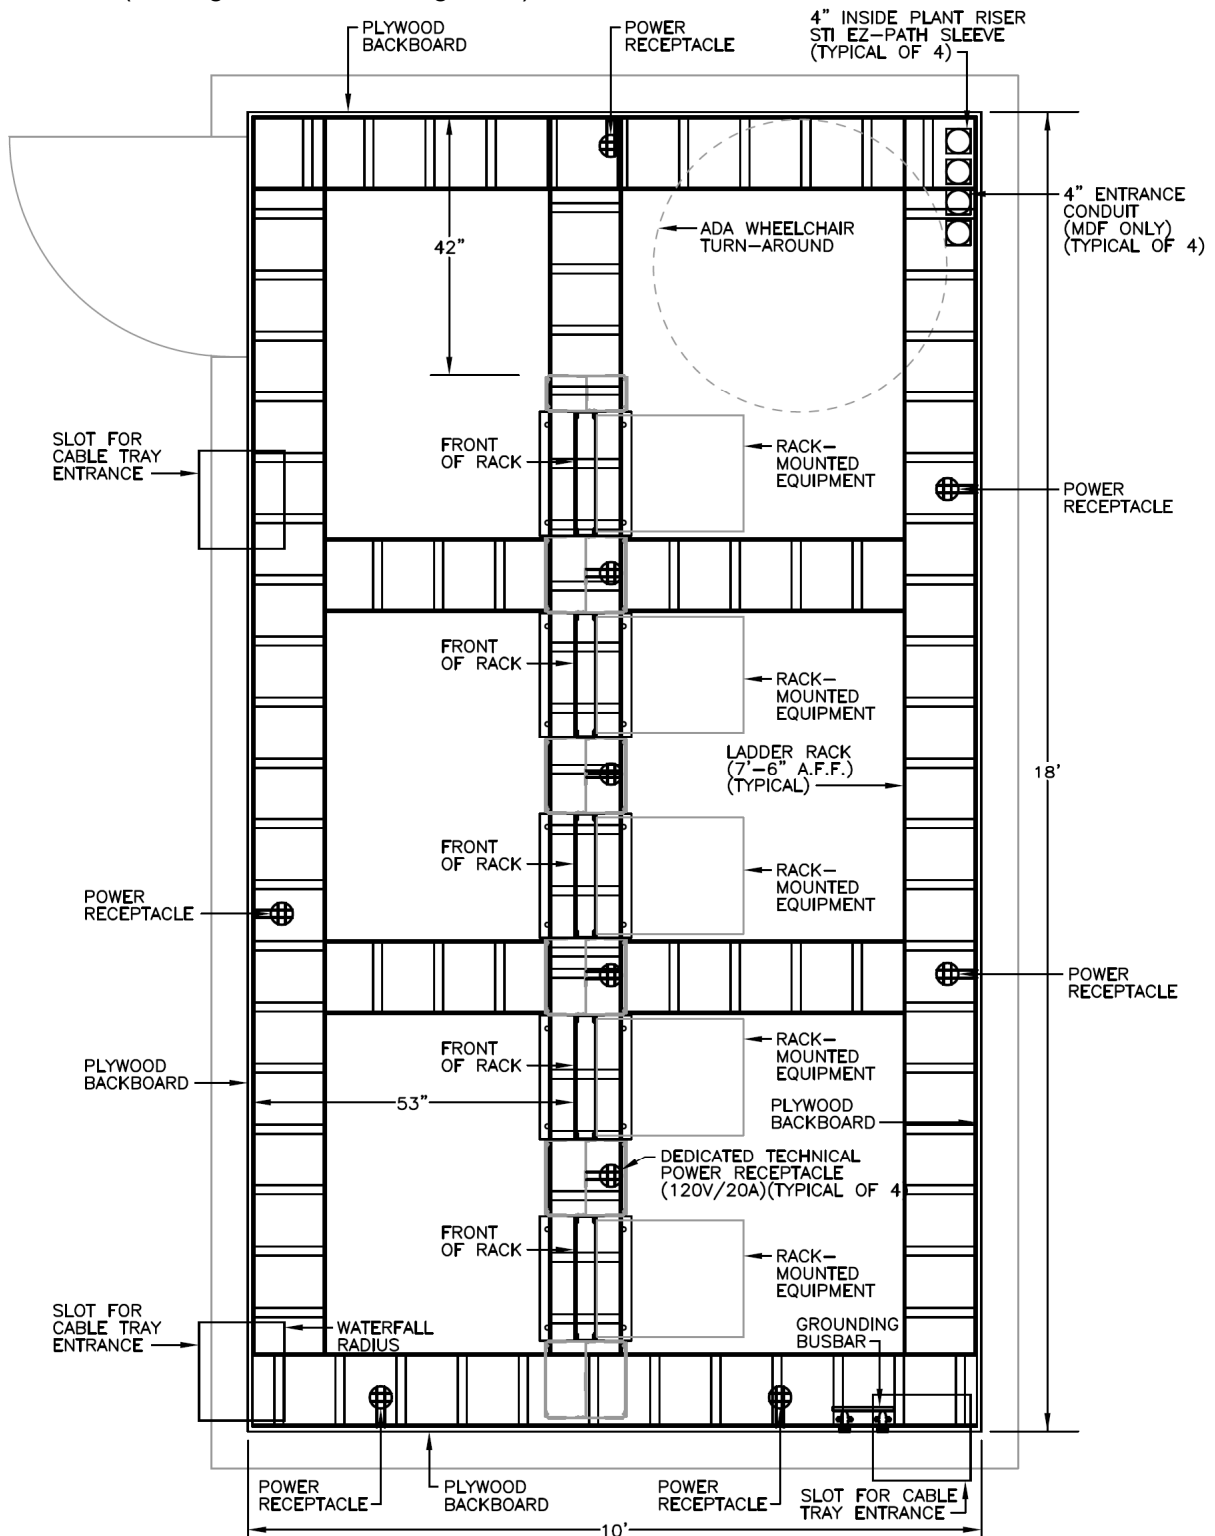 PLYWOOD
BACKBOARD
POWER
RECEPTACLE
4" INSIDE PLANT RISER
STI EZ-PATH SLEEVE
(TYPICAL OF 4)
42"
ADA WHEELCHAIR
TURN-AROUND
4" ENTRANCE
CONDUIT
(MDF ONLY)
(TYPICAL OF 4)
SLOT FOR
CABLE TRAY
ENTRANCE
FRONT
OF RACK
RACK-
MOUNTED
EQUIPMENT
POWER
RECEPTACLE
FRONT
OF RACK
RACK-
MOUNTED
EQUIPMENT
LADDER RACK
(7'-6" A.F.F.)
(TYPICAL)
18'
FRONT
OF RACK
RACK-
MOUNTED
EQUIPMENT
POWER
RECEPTACLE
POWER
RECEPTACLE
FRONT
OF RACK
RACK-
MOUNTED
EQUIPMENT
PLYWOOD
BACKBOARD
53"
PLYWOOD
BACKBOARD
DEDICATED TECHNICAL
POWER RECEPTACLE
(120V/20A)(TYPICAL OF 4
FRONT
OF RACK
RACK-
MOUNTED
EQUIPMENT
SLOT FOR
CABLE TRAY
ENTRANCE
WATERFALL
RADIUS
GROUNDING
BUSBAR
POWER
RECEPTACLE
PLYWOOD
BACKBOARD
POWER
RECEPTACLE
SLOT FOR CABLE
TRAY ENTRANCE
10'